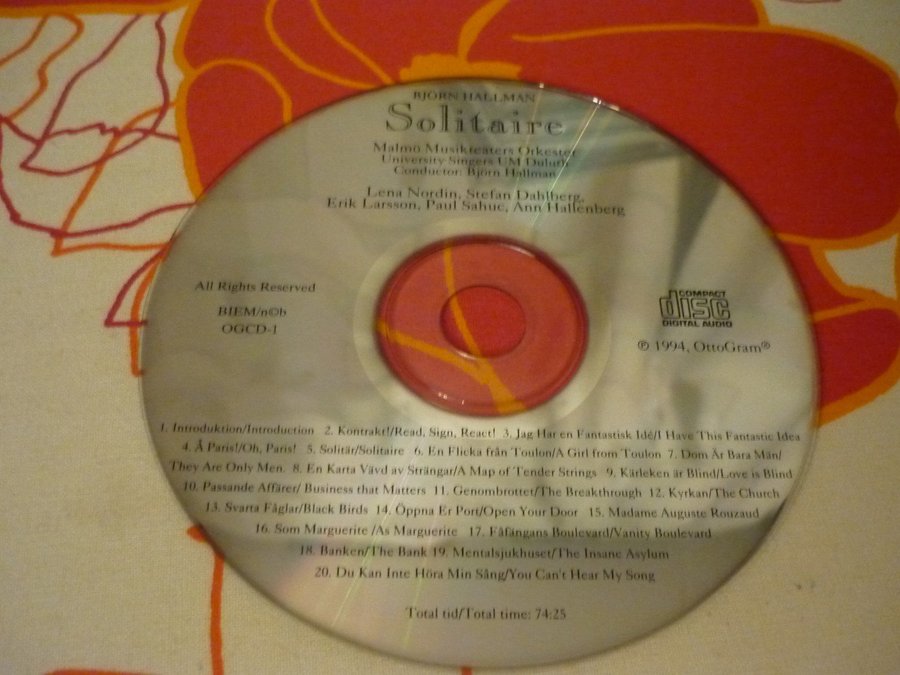 BJÖRN HALLMAN
Solitaire
Malmö Musikteaters Orkester
University Singers UM Duluth
Conductor: Björn Hallman
Lena Nordin, Stefan Dahlberg,
Erik Larsson, Paul Sahuc, Ann Hallenberg
All Rights Reserved
BIEM/n©b
OGCD-1
COMPACT
disc
DIGITAL AUDIO
℗ 1994, OttoGram®
1. Introduktion/Introduction 2. Kontrakt!/Read, Sign, React! 3. Jag Har en Fantastisk Idé/I Have This Fantastic Idea
4. Å Paris!/Oh, Paris! 5. Solitär/Solitaire 6. En Flicka från Toulon/A Girl from Toulon 7. Dom Är Bara Män/
They Are Only Men. 8. En Karta Vävd av Strängar/A Map of Tender Strings 9. Kärleken är Blind/Love is Blind
10. Passande Affärer/ Business that Matters 11. Genombrottet/The Breakthrough 12. Kyrkan/The Church
13. Svarta Fåglar/Black Birds 14. Öppna Er Port/Open Your Door 15. Madame Auguste Rouzaud
16. Som Marguerite /As Marguerite 17. Fåfängans Boulevard/Vanity Boulevard
18. Banken/The Bank 19. Mentalsjukhuset/The Insane Asylum
20. Du Kan Inte Höra Min Sång/You Can't Hear My Song
Total tid/Total time: 74:25